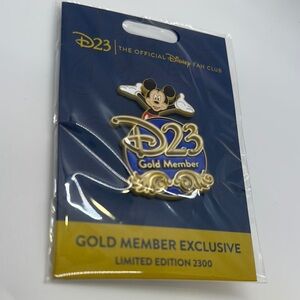 D23 | THE OFFICIAL Disney FAN CLUB
D23
Gold Member
GOLD MEMBER EXCLUSIVE
LIMITED EDITION 2300